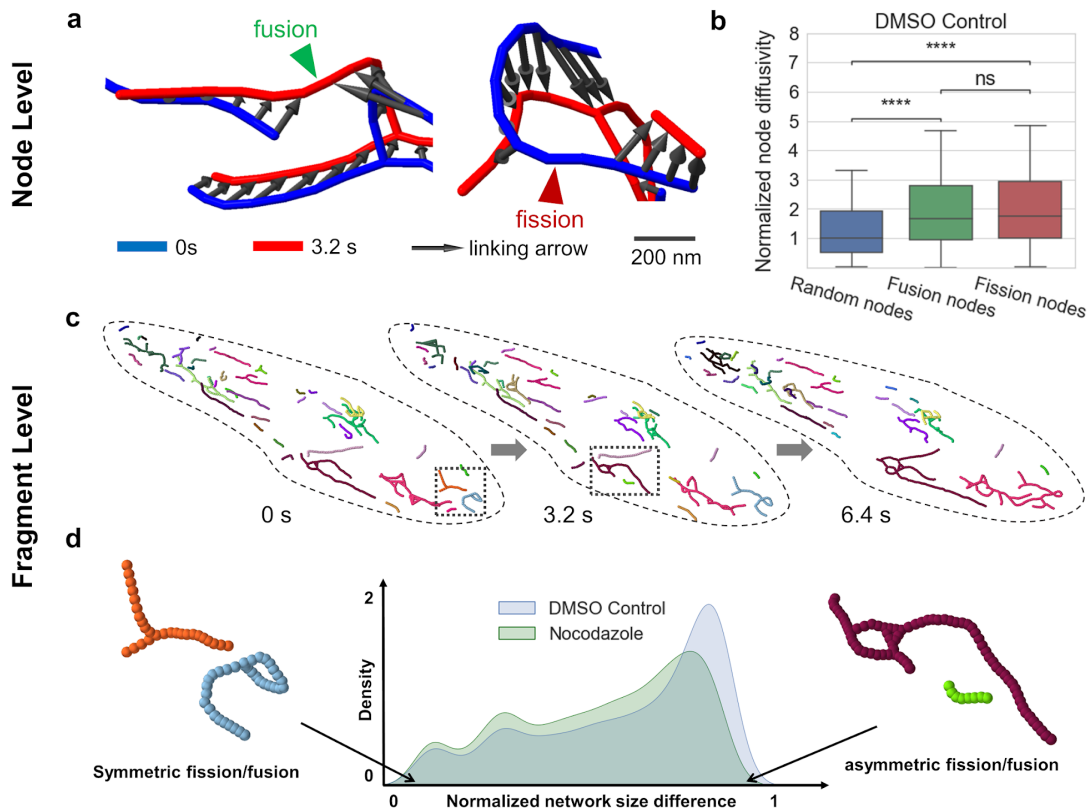 Node Level
a
fusion
fission
0s
3.2 s
linking arrow
200 nm
b
DMSO Control
Normalized node diffusivity
8
7
6
5
4
3
2
1
****
ns
****
Random nodes
Fusion nodes
Fission nodes
Fragment Level
c
0 s
3.2 s
6.4 s
d
Symmetric fission/fusion
2
Density
0
DMSO Control
Nocodazole
0
Normalized network size difference
1
asymmetric fission/fusion